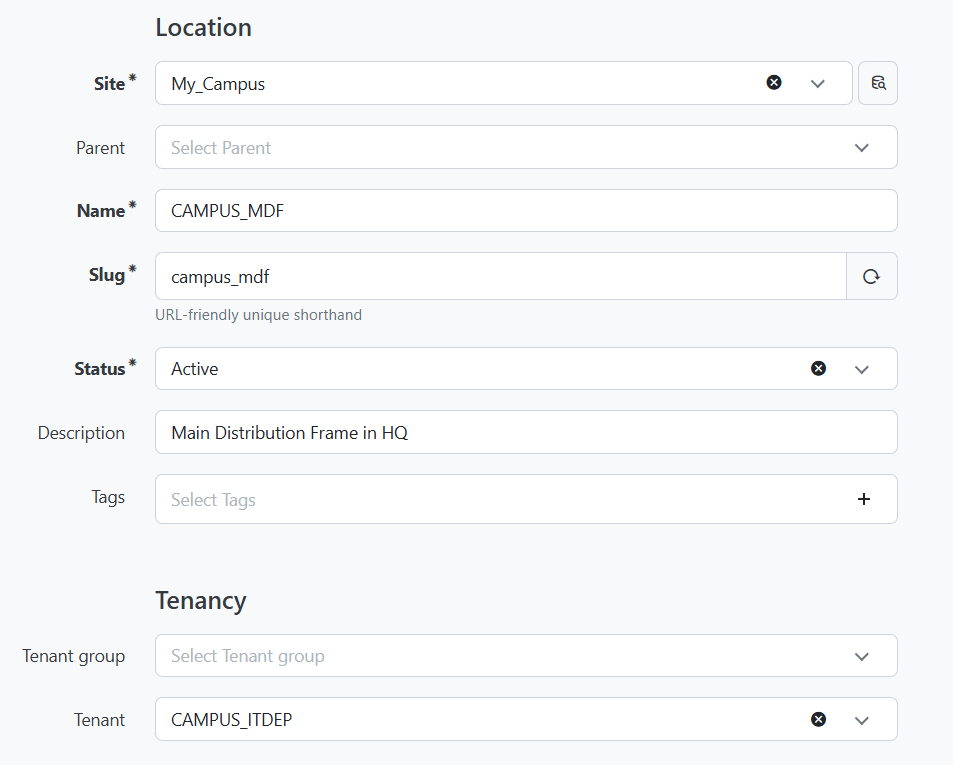 Location
Site * My_Campus
Parent Select Parent
Name * CAMPUS_MDF
Slug * campus_mdf
URL-friendly unique shorthand
Status * Active
Description Main Distribution Frame in HQ
Tags Select Tags
Tenancy
Tenant group Select Tenant group
Tenant CAMPUS_ITDEP